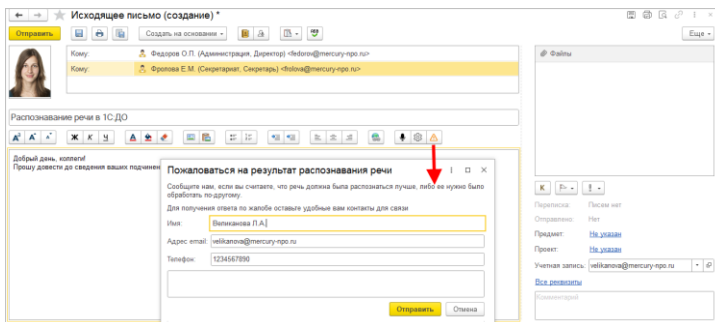 Исходящее письмо (создание) *
Отправить
Создать на основании
Еще
Кому: Федоров О.П. (Администрация, Директор) <fedorov@mercury-npo.ru>
Кому: Фролова Е.М. (Секретариат, Секретарь) <frolova@mercury-npo.ru>
Файлы
Распознавание речи в 1С:ДО
Ж К Ч
Добрый день, коллеги!
Прошу довести до сведения ваших подчинен
Пожаловаться на результат распознавания речи
Сообщите нам, если вы считаете, что речь должна была распознаться лучше, либо ее нужно было
обработать по-другому.
Для получения ответа по жалобе оставьте удобные вам контакты для связи
Имя: Великанова Л.А.
Адрес email: velikanova@mercury-npo.ru
Телефон: 1234567890
Отправить Отмена
К
Переписка: Писем нет
Отправлено: Нет
Предмет: Не указан
Проект: Не указан
Учетная запись: velikanova@mercury-npo.ru
Все реквизиты
Комментарий